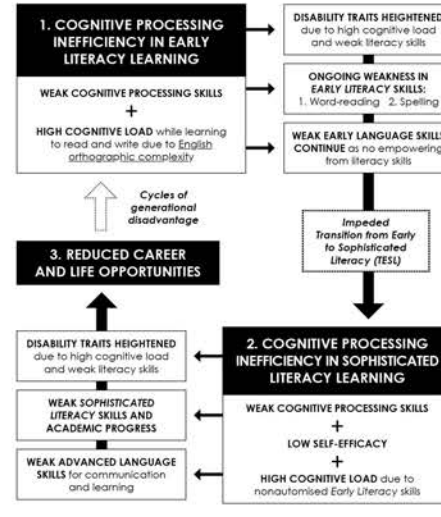 1. COGNITIVE PROCESSING
INEFFICIENCY IN EARLY
LITERACY LEARNING
WEAK COGNITIVE PROCESSING SKILLS
+
HIGH COGNITIVE LOAD while learning
to read and write due to English
orthographic complexity
DISABILITY TRAITS HEIGHTENED
due to high cognitive load
and weak literacy skills
ONGOING WEAKNESS IN
EARLY LITERACY SKILLS:
1. Word-reading 2. Spelling
WEAK EARLY LANGUAGE SKILLS
CONTINUE as no empowering
from literacy skills
Impeded
Transition from Early
to Sophisticated
Literacy (TESL)
2. COGNITIVE PROCESSING
INEFFICIENCY IN SOPHISTICATED
LITERACY LEARNING
WEAK COGNITIVE PROCESSING SKILLS
+
LOW SELF-EFFICACY
+
HIGH COGNITIVE LOAD due to
nonautomised Early Literacy skills
DISABILITY TRAITS HEIGHTENED
due to high cognitive load
and weak literacy skills
WEAK SOPHISTICATED
LITERACY SKILLS AND
ACADEMIC PROGRESS
WEAK ADVANCED LANGUAGE
SKILLS for communication
and learning
3. REDUCED CAREER
AND LIFE OPPORTUNITIES
Cycles of
generational
disadvantage